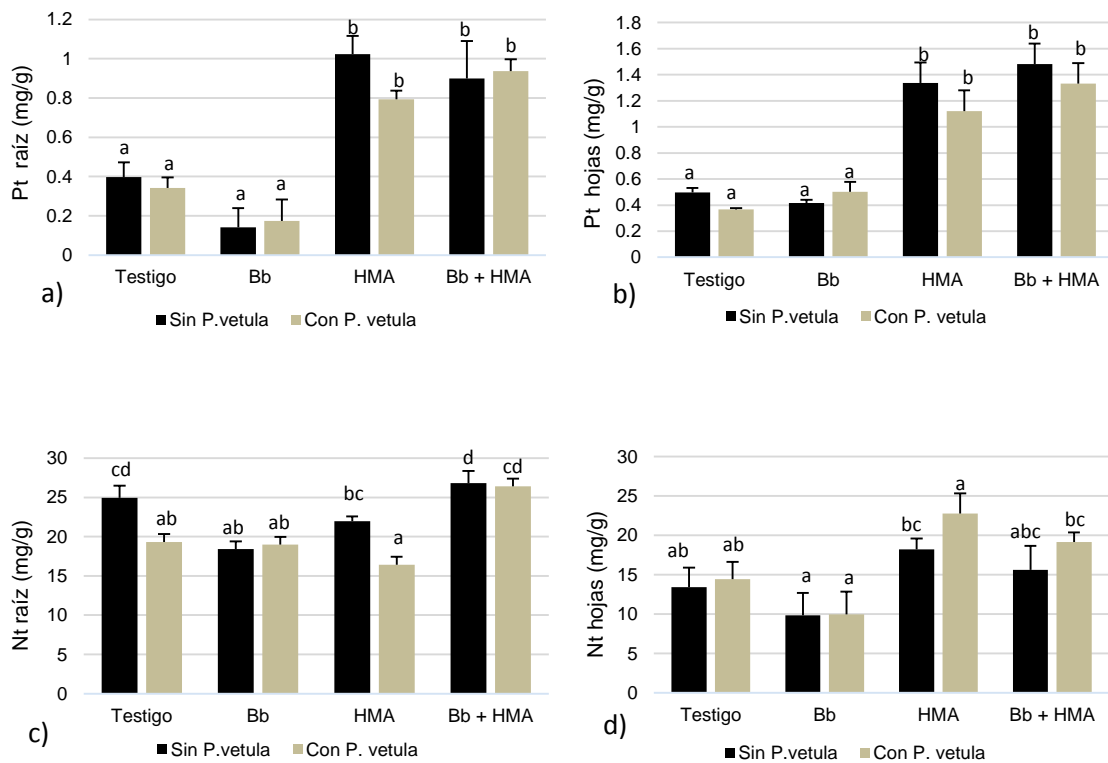 1.2
1
0.8
0.6
0.4
0.2
0
Pt raíz (mg/g)
a a a a b b b b
Testigo Bb HMA Bb + HMA
a)
Sin P.vetula Con P. vetula
1.8
1.6
1.4
1.2
1
0.8
0.6
0.4
0.2
0
Pt hojas (mg/g)
a a a a b b b b
Testigo Bb HMA Bb + HMA
b)
Sin P.vetula Con P. vetula
30
25
20
15
10
5
0
Nt raíz (mg/g)
cd ab ab ab bc a d cd
Testigo Bb HMA Bb + HMA
c)
Sin P.vetula Con P. vetula
30
25
20
15
10
5
0
Nt hojas (mg/g)
ab ab a a bc a abc bc
Testigo Bb HMA Bb + HMA
d)
Sin P.vetula Con P. vetula